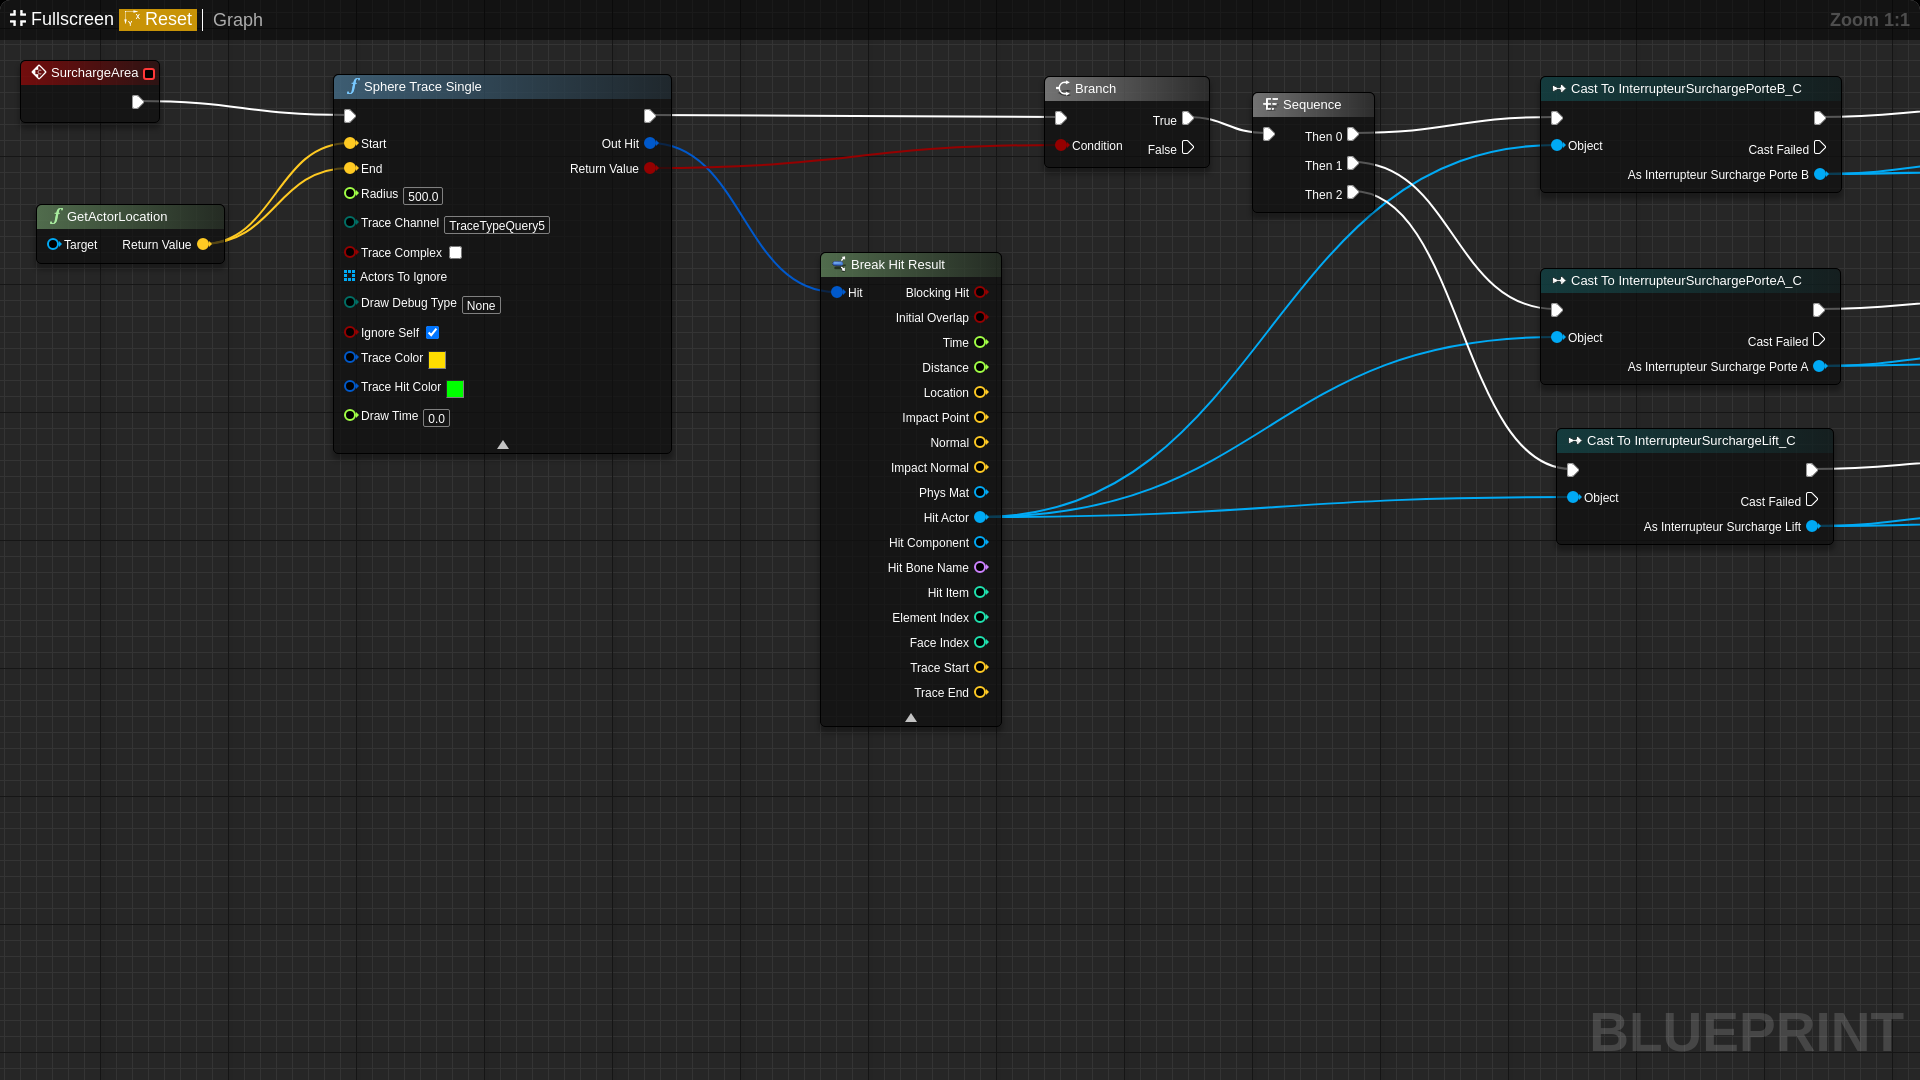 Fullscreen Reset Graph Zoom 1:1
SurchargeArea
GetActorLocation
Target Return Value
Sphere Trace Single
Start Out Hit
End Return Value
Radius 500.0
Trace Channel TraceTypeQuery5
Trace Complex
Actors To Ignore
Draw Debug Type None
Ignore Self
Trace Color
Trace Hit Color
Draw Time 0.0
Break Hit Result
Hit Blocking Hit
Initial Overlap
Time
Distance
Location
Impact Point
Normal
Impact Normal
Phys Mat
Hit Actor
Hit Component
Hit Bone Name
Hit Item
Element Index
Face Index
Trace Start
Trace End
Branch
True
Condition False
Sequence
Then 0
Then 1
Then 2
Cast To InterrupteurSurchargePorteB_C
Object Cast Failed
As Interrupteur Surcharge Porte B
Cast To InterrupteurSurchargePorteA_C
Object Cast Failed
As Interrupteur Surcharge Porte A
Cast To InterrupteurSurchargeLift_C
Object Cast Failed
As Interrupteur Surcharge Lift
BLUEPRINT